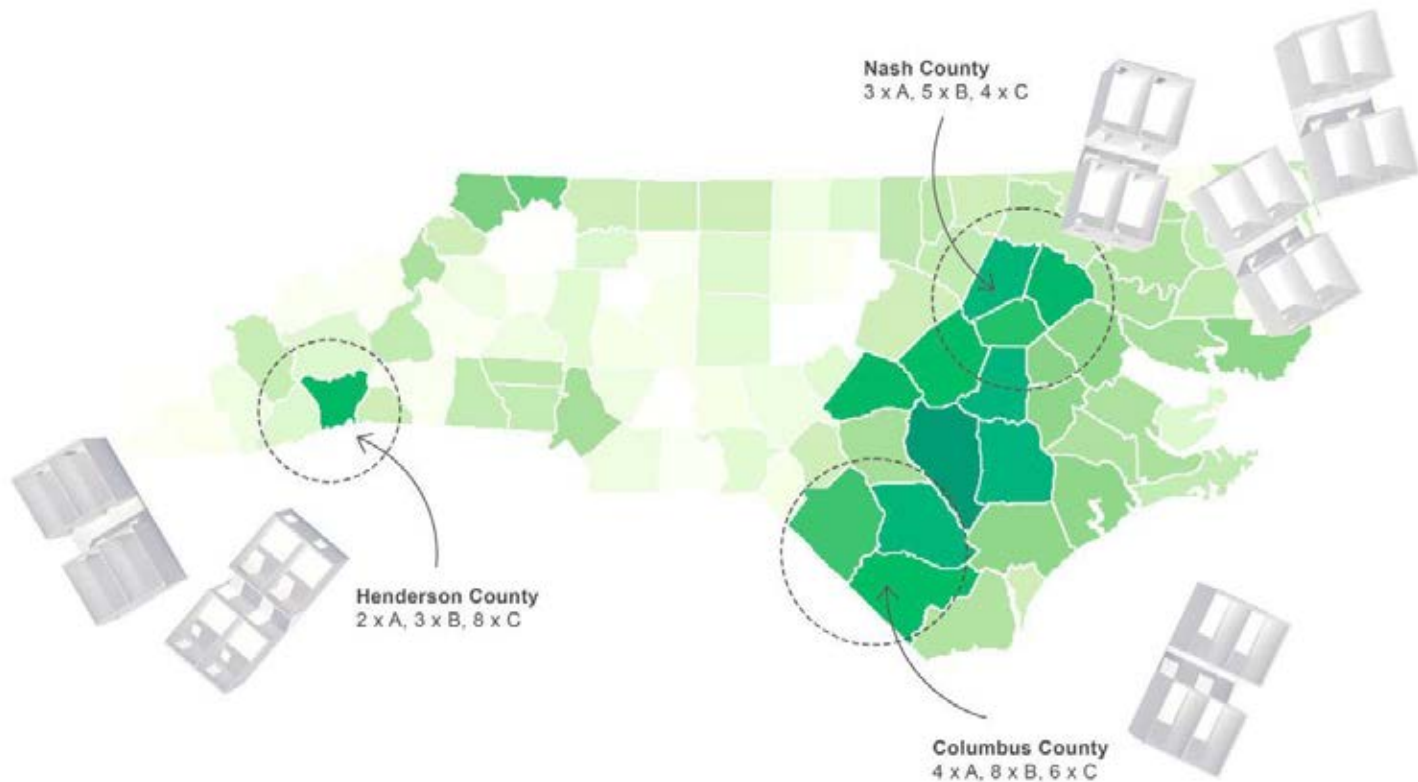 Nash County
3 x A, 5 x B, 4 x C
Henderson County
2 x A, 3 x B, 8 x C
Columbus County
4 x A, 8 x B, 6 x C